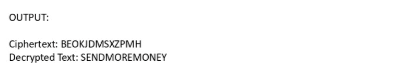 OUTPUT:
Ciphertext: BEOKJDMSXZPMH
Decrypted Text: SENDMOREMONEY